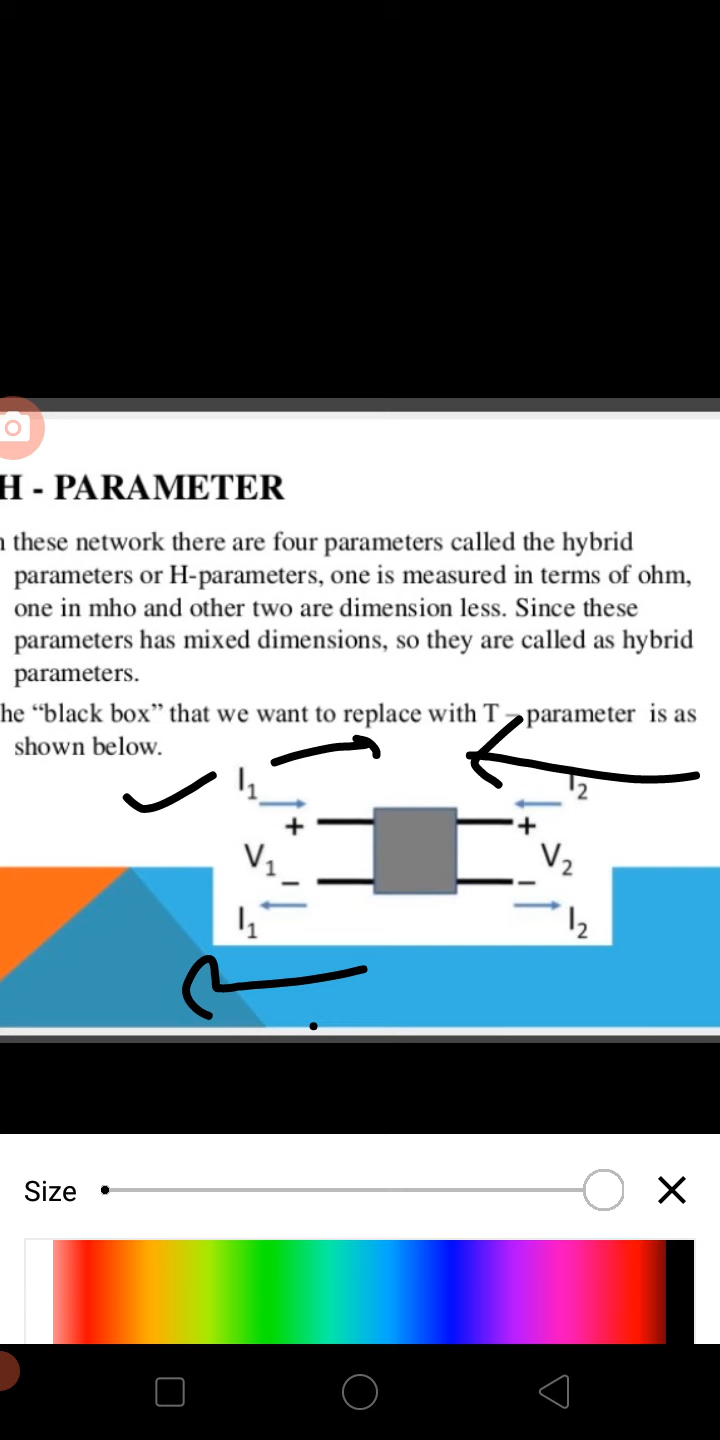 H - PARAMETER
these network there are four parameters called the hybrid
parameters or H-parameters, one is measured in terms of ohm,
one in mho and other two are dimension less. Since these
parameters has mixed dimensions, so they are called as hybrid
parameters.
he “black box” that we want to replace with T – parameter is as
shown below.
I₁ I₂
+ +
V₁ V₂
– –
I₁ I₂
Size